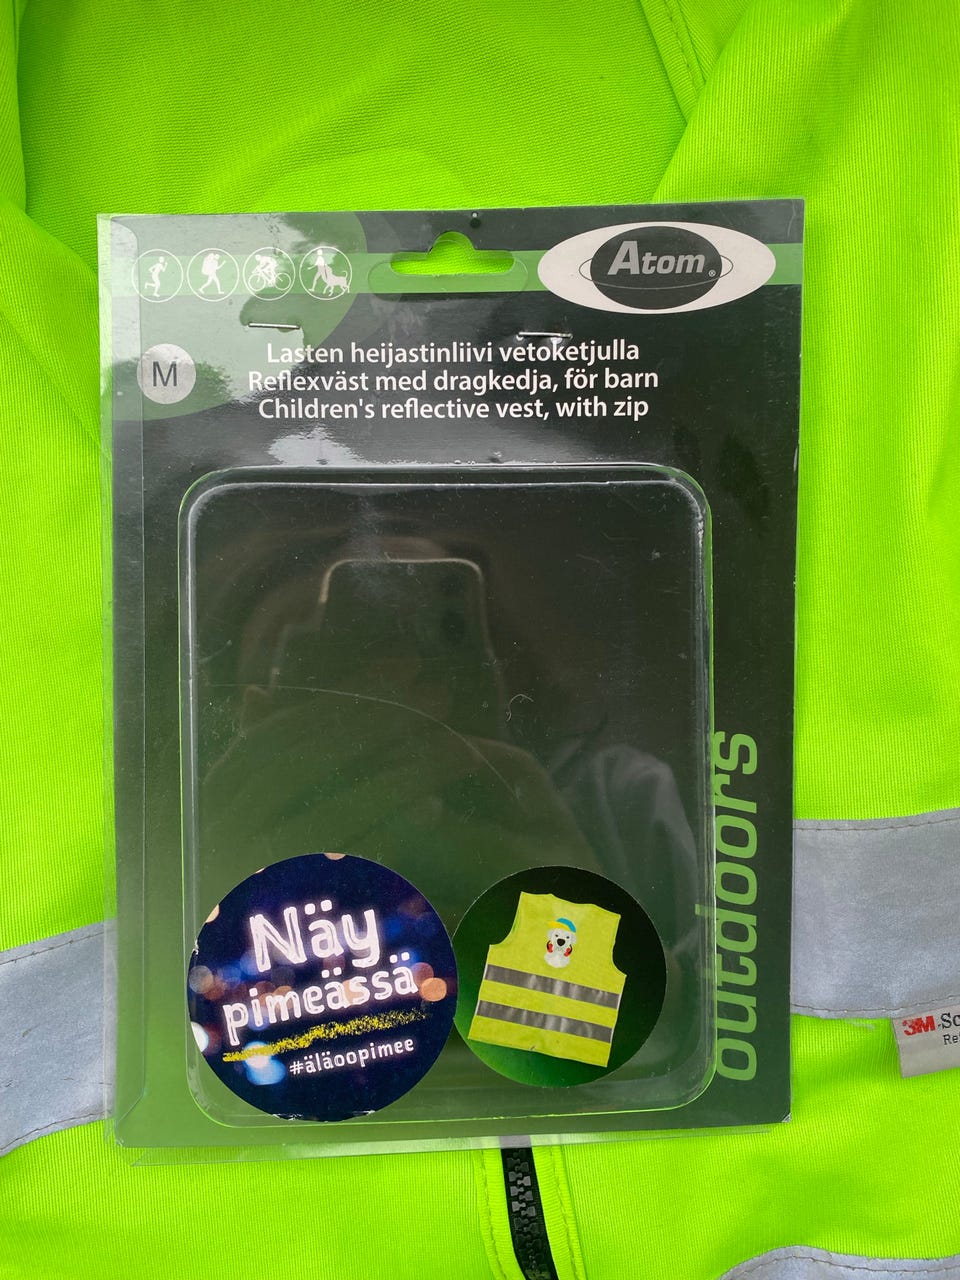 Atom
M
Lasten heijastinliivi vetoketjulla
Reflexväst med dragkedja, för barn
Children's reflective vest, with zip
outdoors
Näy
pimeässä
#äläoopimee
3M